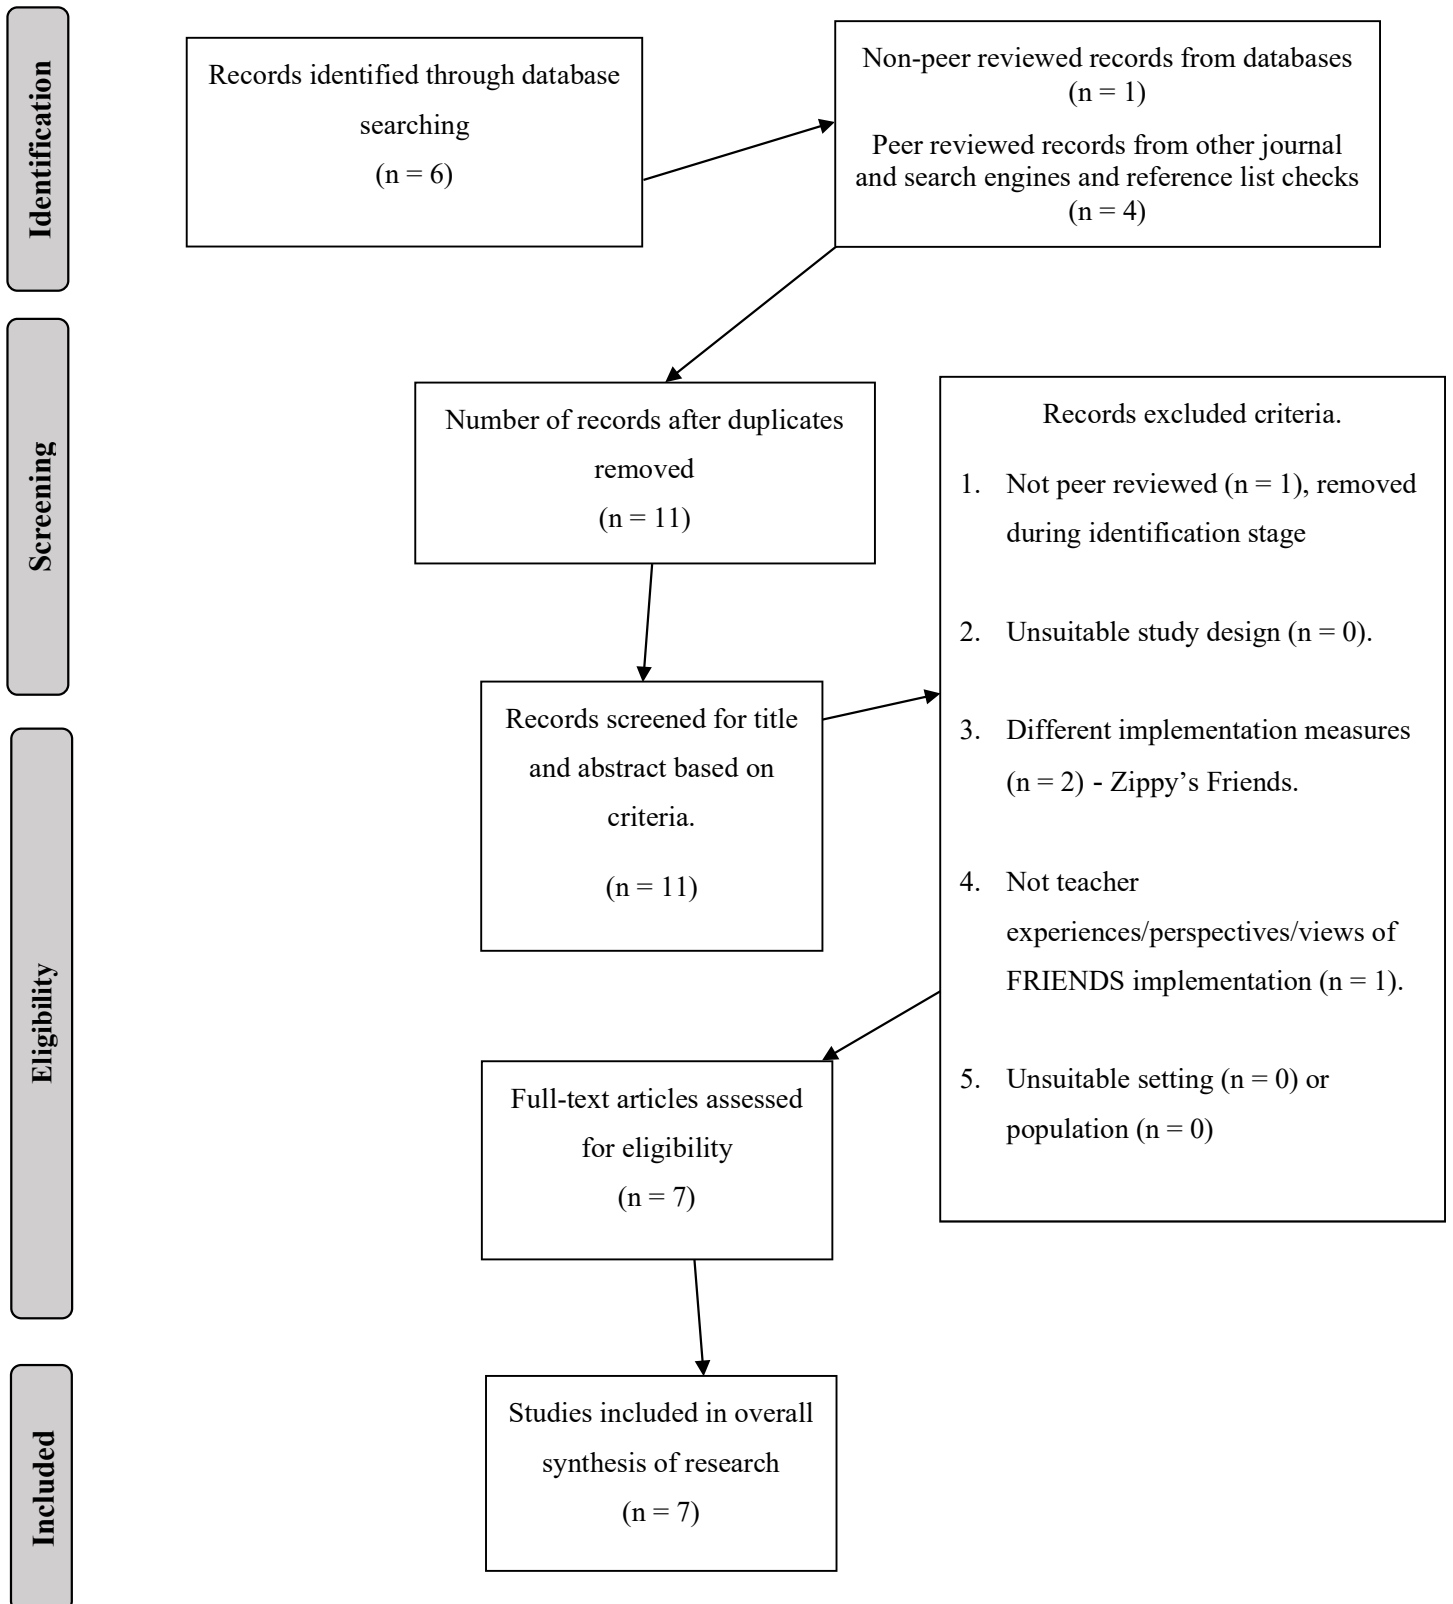 Identification
Records identified through database
searching
(n = 6)
Non-peer reviewed records from databases
(n = 1)
Peer reviewed records from other journal
and search engines and reference list checks
(n = 4)
Screening
Number of records after duplicates
removed
(n = 11)
Records screened for title
and abstract based on
criteria.
(n = 11)
Records excluded criteria.
1. Not peer reviewed (n = 1), removed
during identification stage
2. Unsuitable study design (n = 0).
3. Different implementation measures
(n = 2) - Zippy’s Friends.
4. Not teacher
experiences/perspectives/views of
FRIENDS implementation (n = 1).
5. Unsuitable setting (n = 0) or
population (n = 0)
Eligibility
Full-text articles assessed
for eligibility
(n = 7)
Included
Studies included in overall
synthesis of research
(n = 7)